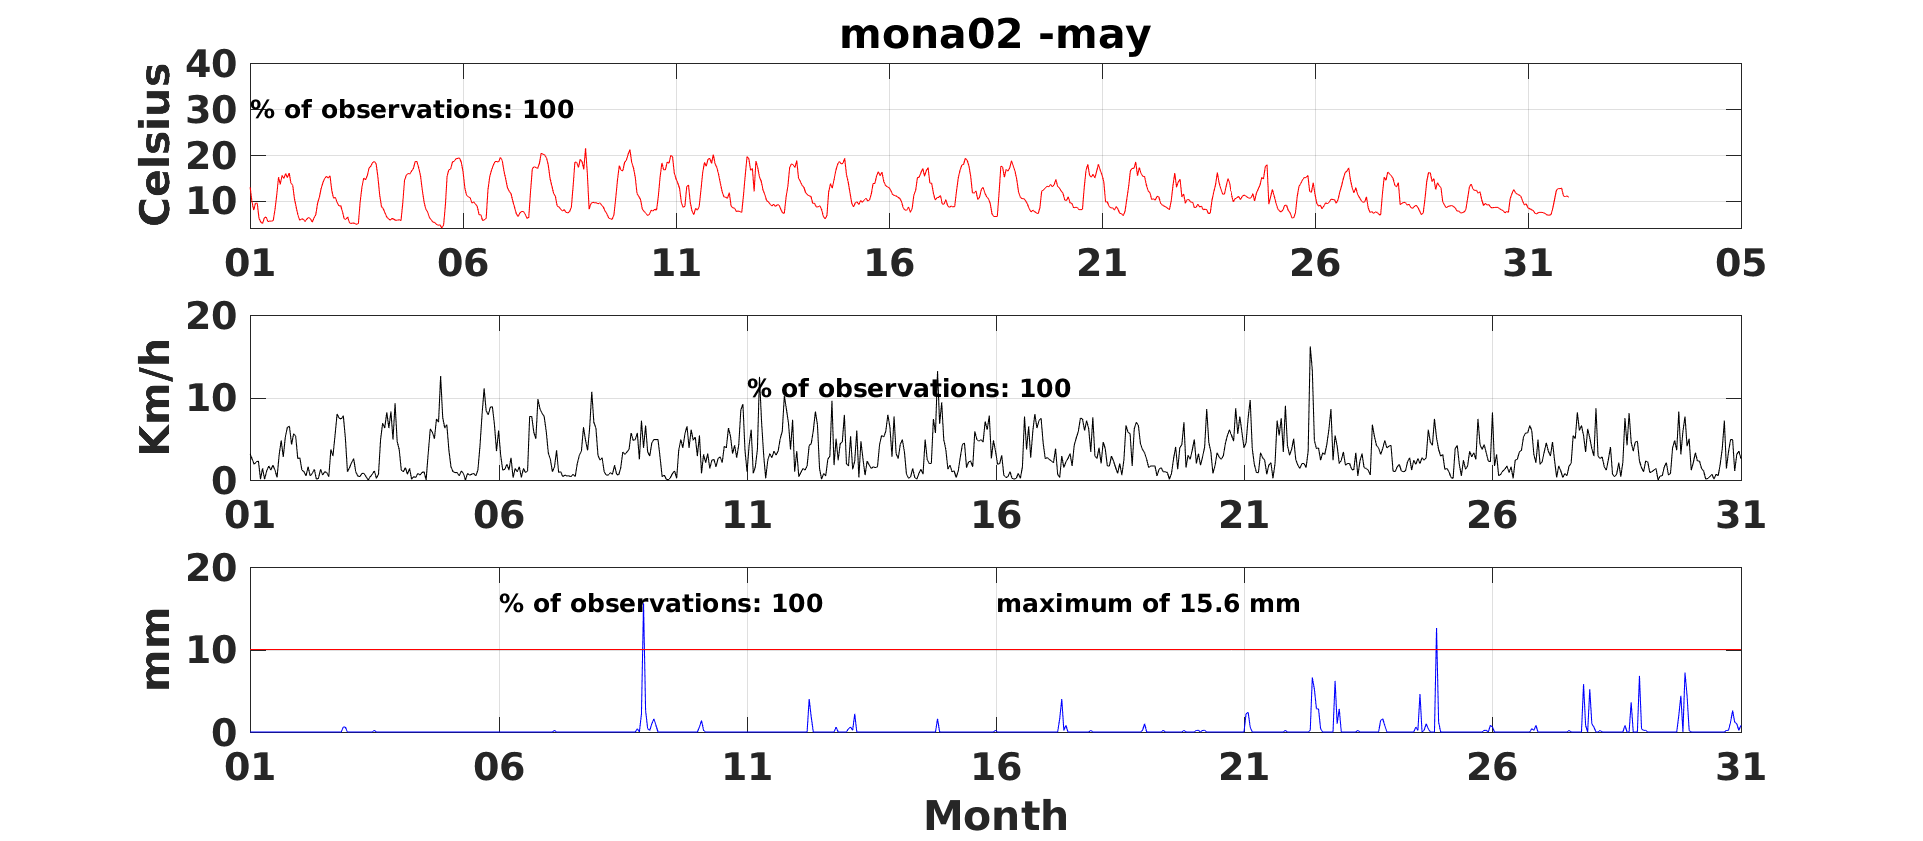 mona02 -may
Celsius
40
30
20
10
% of observations: 100
01 06 11 16 21 26 31 05
Km/h
20
10
0
% of observations: 100
01 06 11 16 21 26 31
mm
20
10
0
% of observations: 100 maximum of 15.6 mm
01 06 11 16 21 26 31
Month